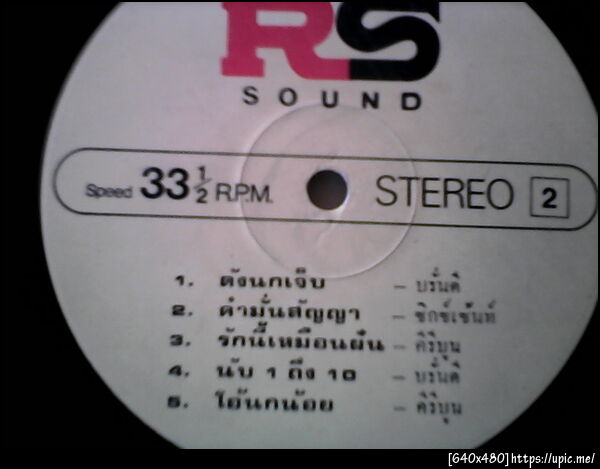 RS
SOUND
Speed 33 1/2 R.P.M. STEREO 2
1. ดังนกเจ็บ – บรั่นดี
2. คำมั่นสัญญา – ซิกซ์เซ้นท์
3. รักนี้เหมือนฝัน – คีรีบูน
4. นับ 1 ถึง 10 – บรั่นดี
5. โอ้นกน้อย – คีรีบูน
[640x480]https://upic.me/